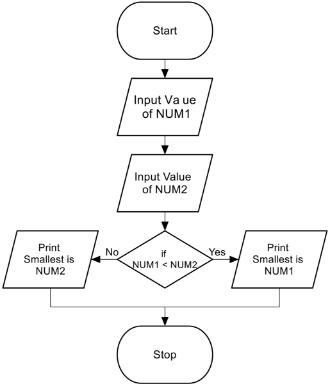 Start
Input Va ue
of NUM1
Input Value
of NUM2
No
if
NUM1 < NUM2
Yes
Print
Smallest is
NUM2
Print
Smallest is
NUM1
Stop